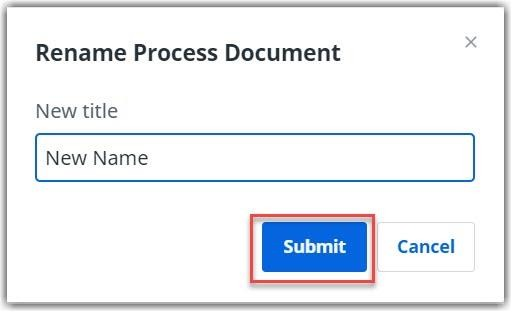 Rename Process Document
New title
New Name
Submit Cancel